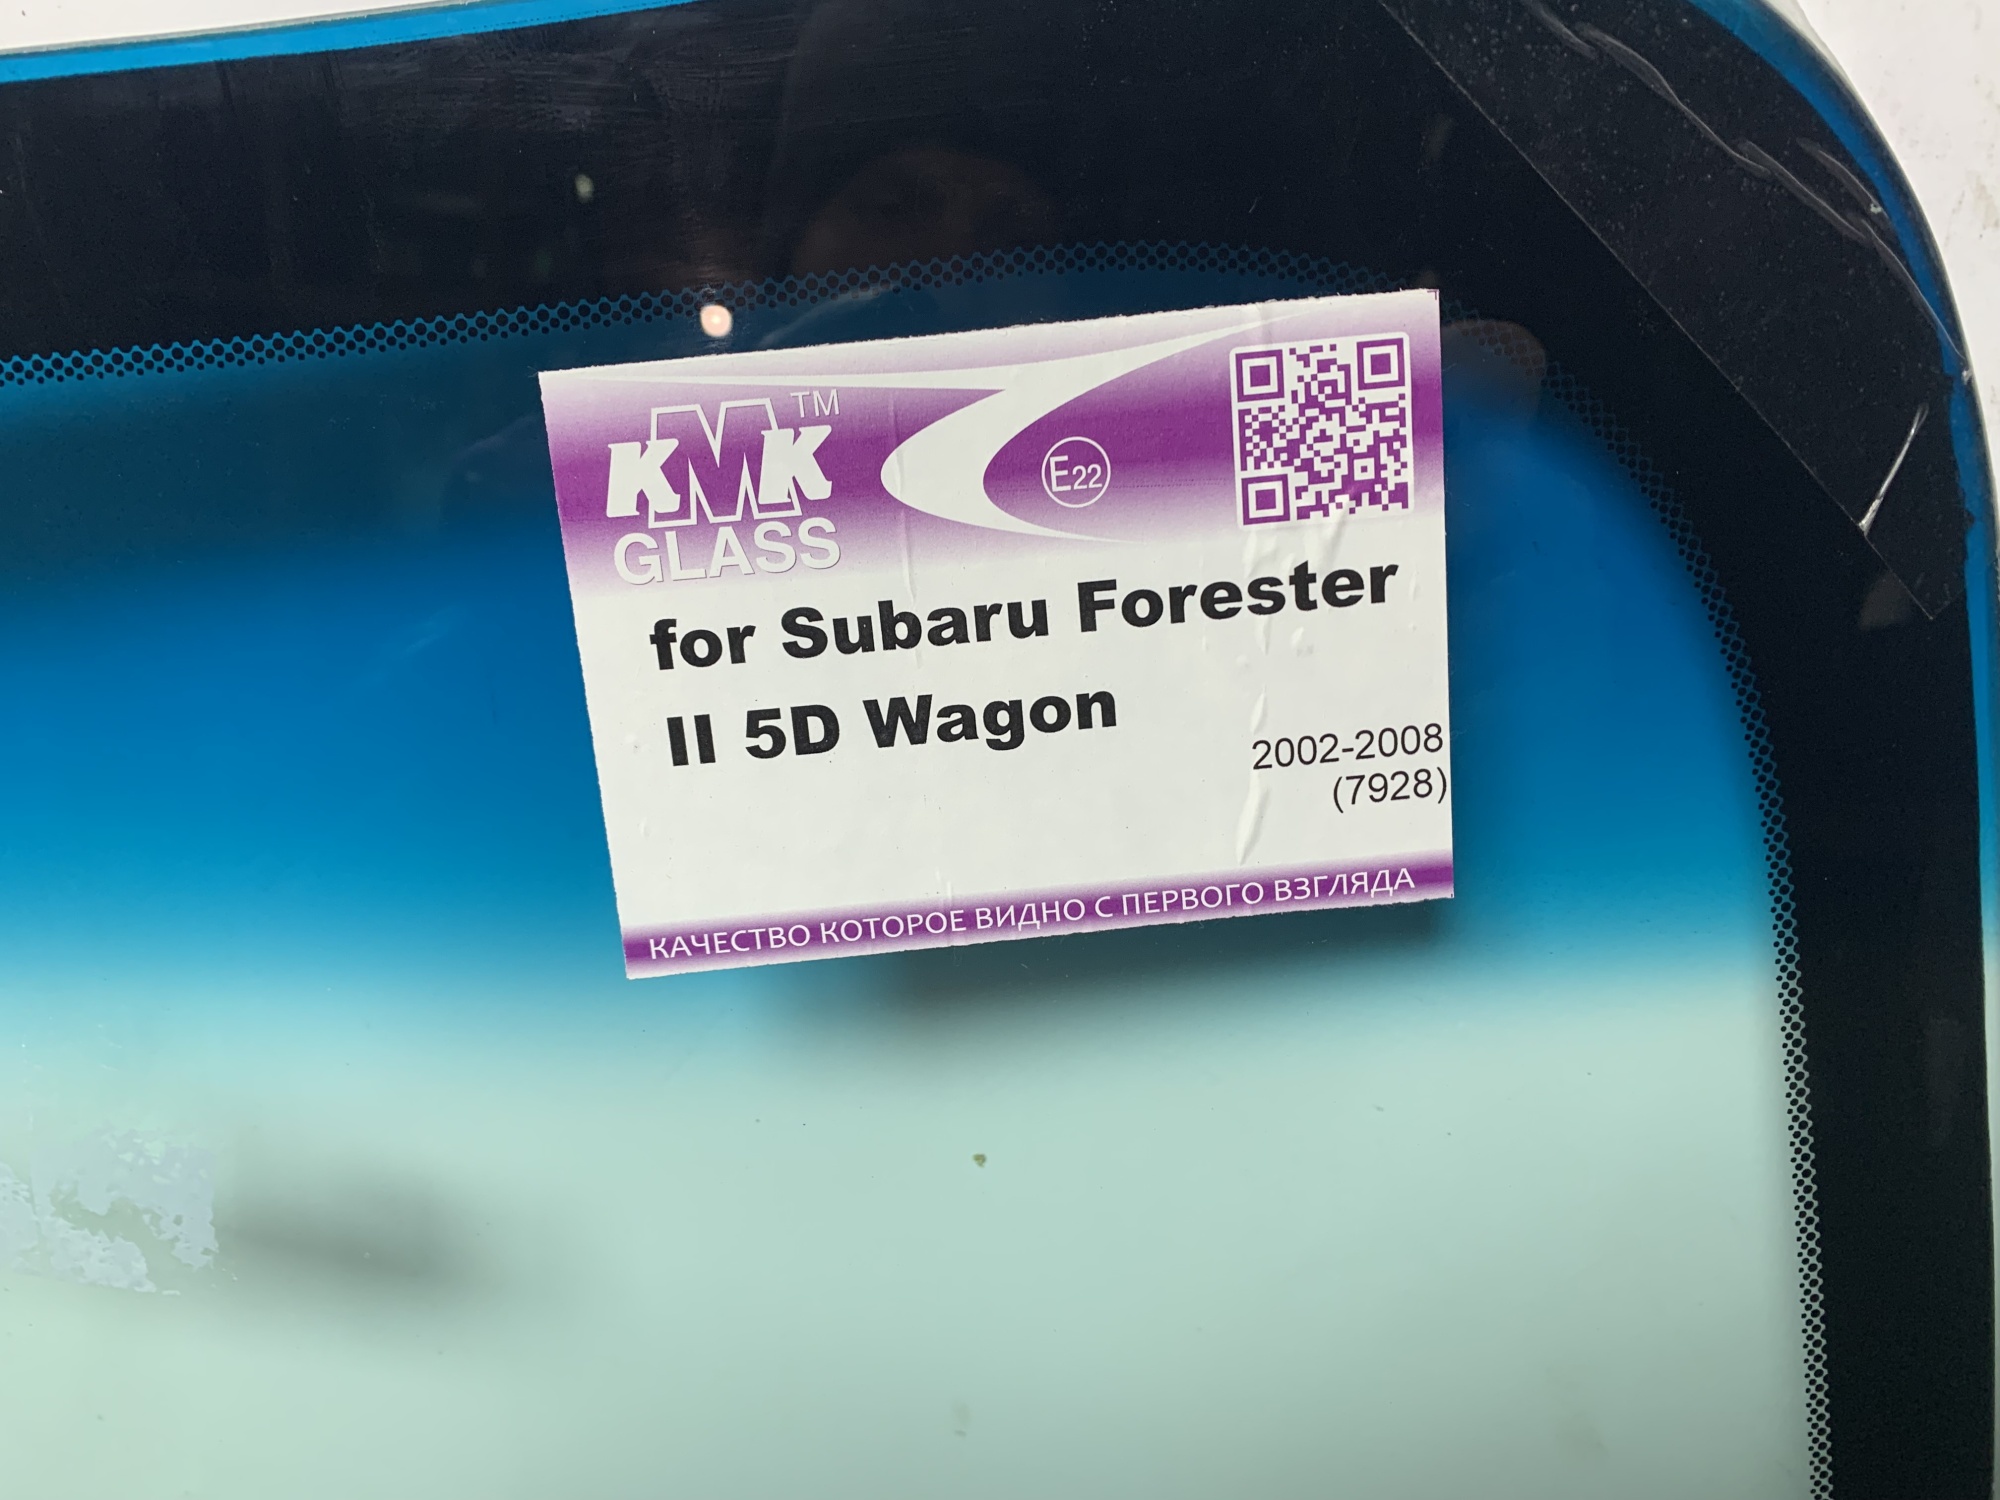 KMK™
GLASS
E22
for Subaru Forester
II 5D Wagon
2002-2008
(7928)
КАЧЕСТВО КОТОРОЕ ВИДНО С ПЕРВОГО ВЗГЛЯДА